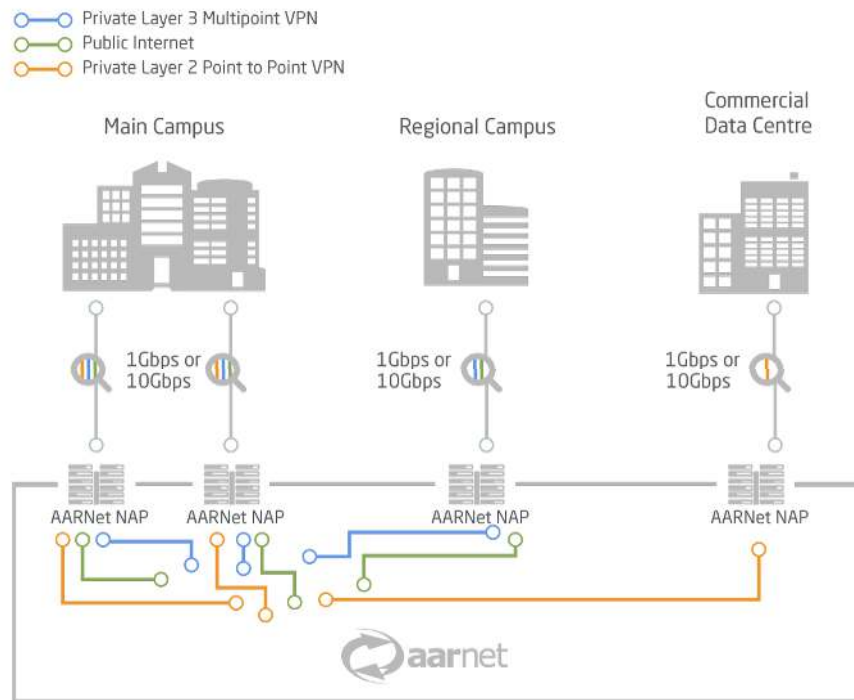 Private Layer 3 Multipoint VPN
Public Internet
Private Layer 2 Point to Point VPN
Main Campus
Regional Campus
Commercial
Data Centre
1Gbps or
10Gbps
1Gbps or
10Gbps
1Gbps or
10Gbps
AARNet NAP
AARNet NAP
AARNet NAP
AARNet NAP
aarnet